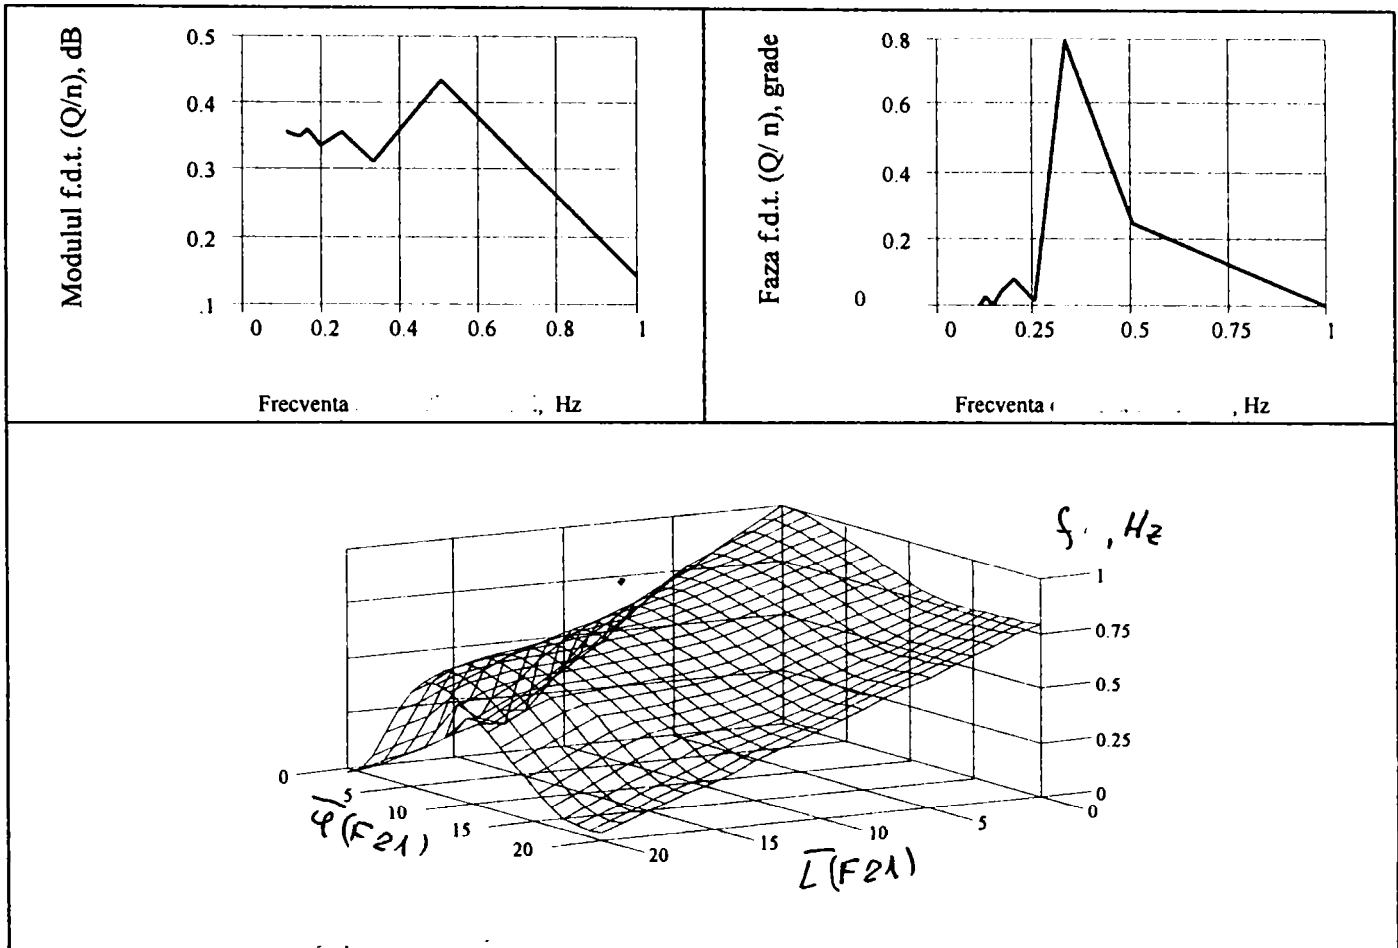 Modulul f.d.t. (Q/n), dB
0.5
0.4
0.3
0.2
.1
0 0.2 0.4 0.6 0.8 1
Frecventa ., Hz
Faza f.d.t. (Q/ n), grade
0.8
0.6
0.4
0.2
0
0 0.25 0.5 0.75 1
Frecventa , Hz
f , Hz
1
0.75
0.5
0.25
0
0 5 10 15 20
φ (F21)
20 15 10 5 0
L (F21)